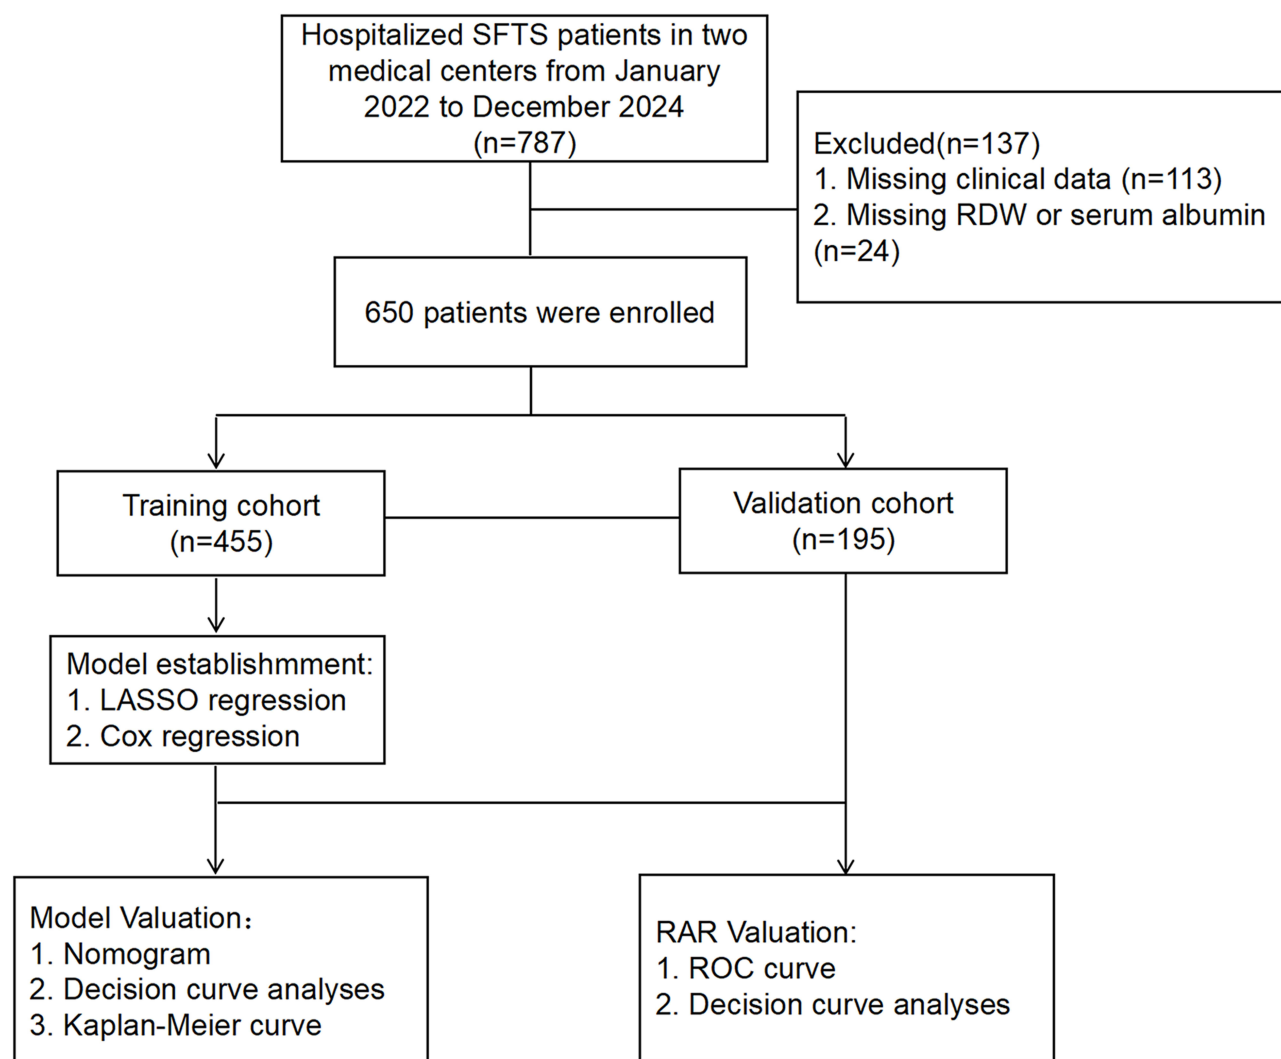 Hospitalized SFTS patients in two
medical centers from January
2022 to December 2024
(n=787)
Excluded(n=137)
1. Missing clinical data (n=113)
2. Missing RDW or serum albumin
(n=24)
650 patients were enrolled
Training cohort
(n=455)
Validation cohort
(n=195)
Model establishmment:
1. LASSO regression
2. Cox regression
Model Valuation：
1. Nomogram
2. Decision curve analyses
3. Kaplan-Meier curve
RAR Valuation:
1. ROC curve
2. Decision curve analyses